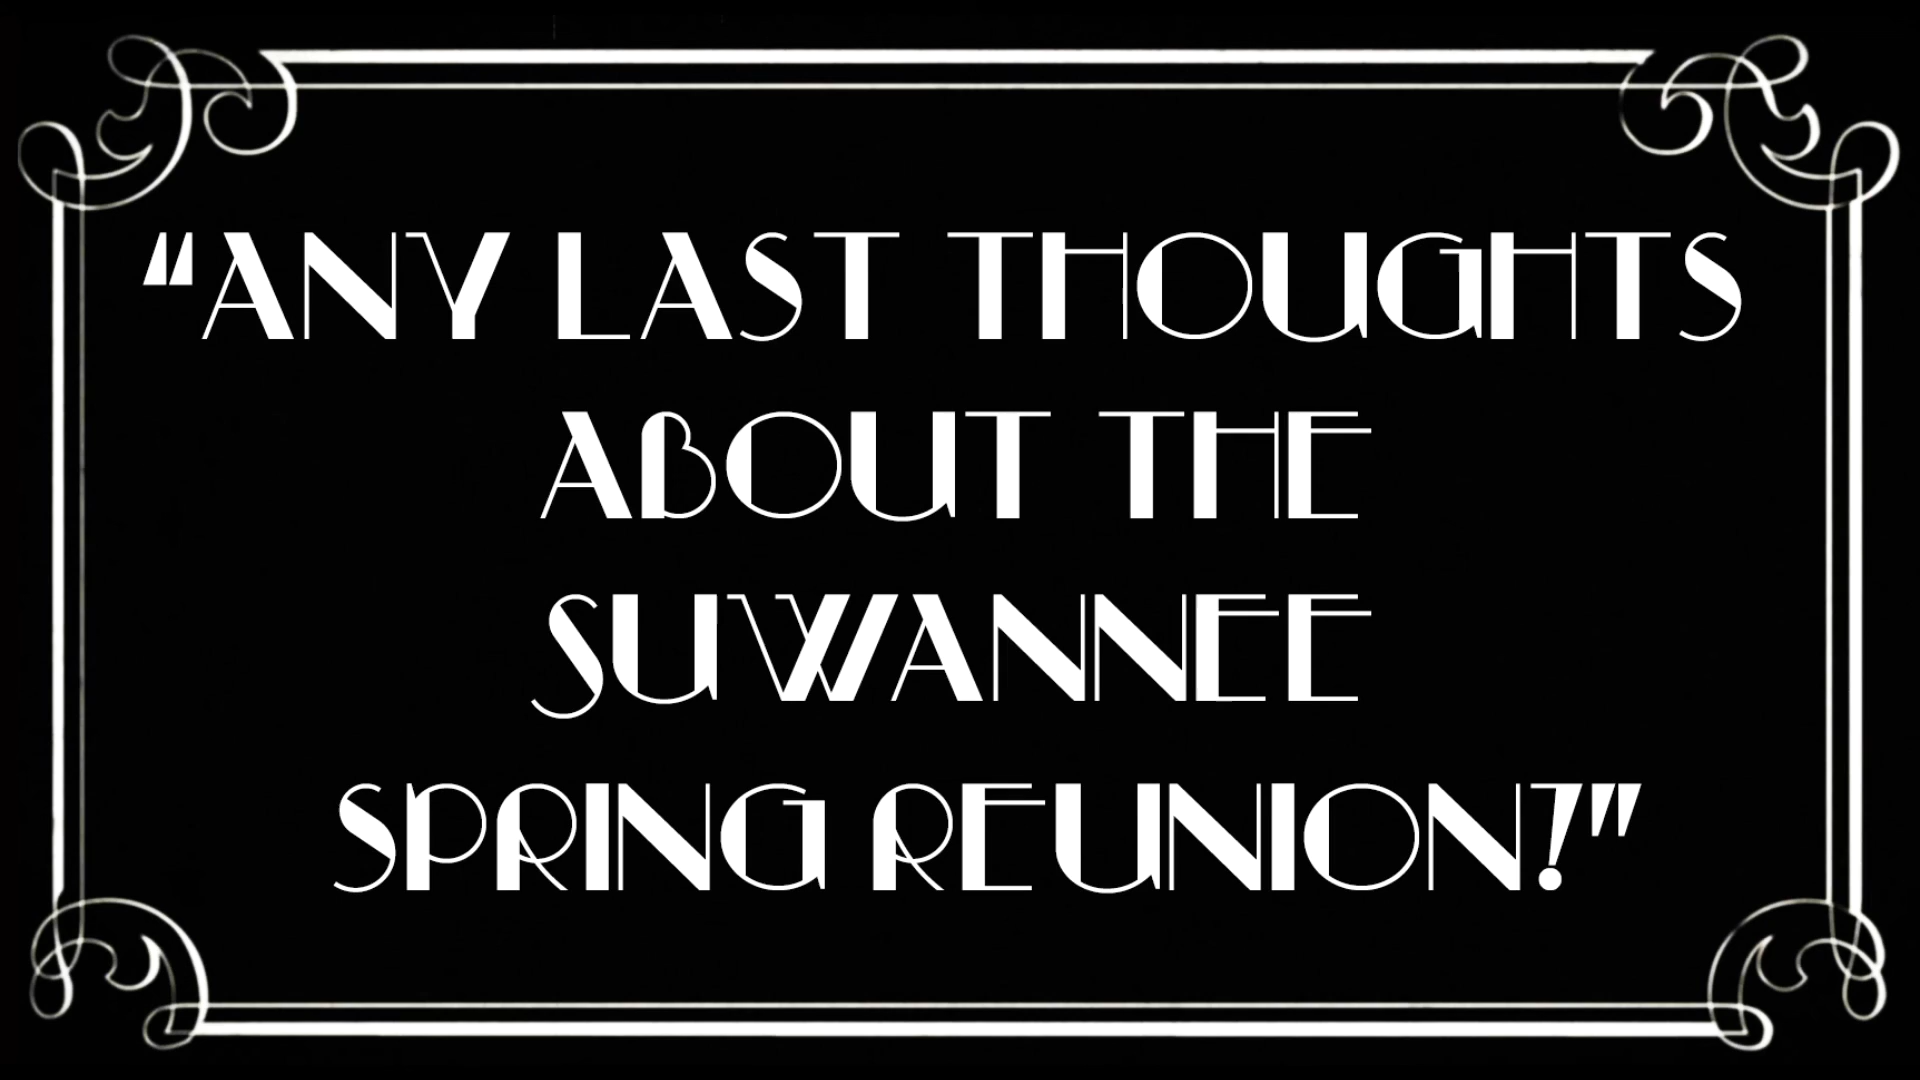 “ANY LAST THOUGHTS
ABOUT THE
SUWANNEE
SPRING REUNION?”